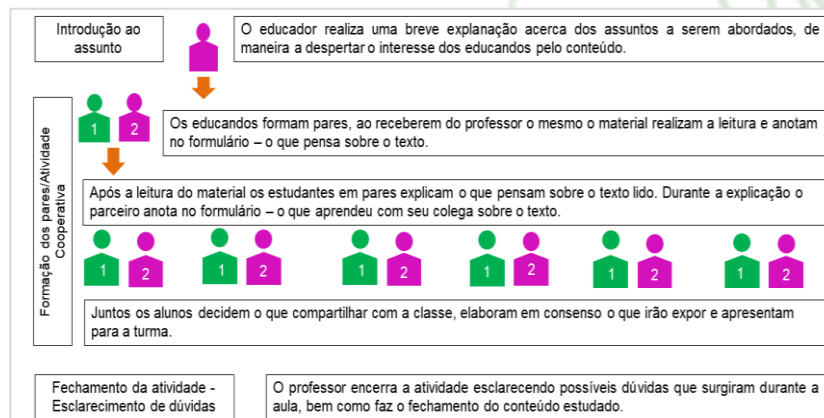 Introdução ao
assunto
O educador realiza uma breve explanação acerca dos assuntos a serem abordados, de
maneira a despertar o interesse dos educandos pelo conteúdo.
Formação dos pares/Atividade
Cooperativa
1 2
Os educandos formam pares, ao receberem do professor o mesmo o material realizam a leitura e anotam
no formulário – o que pensa sobre o texto.
Após a leitura do material os estudantes em pares explicam o que pensam sobre o texto lido. Durante a explicação o
parceiro anota no formulário – o que aprendeu com seu colega sobre o texto.
1 2 1 2 1 2 1 2 1 2 1 2
Juntos os alunos decidem o que compartilhar com a classe, elaboram em consenso o que irão expor e apresentam
para a turma.
Fechamento da atividade -
Esclarecimento de dúvidas
O professor encerra a atividade esclarecendo possíveis dúvidas que surgiram durante a
aula, bem como faz o fechamento do conteúdo estudado.